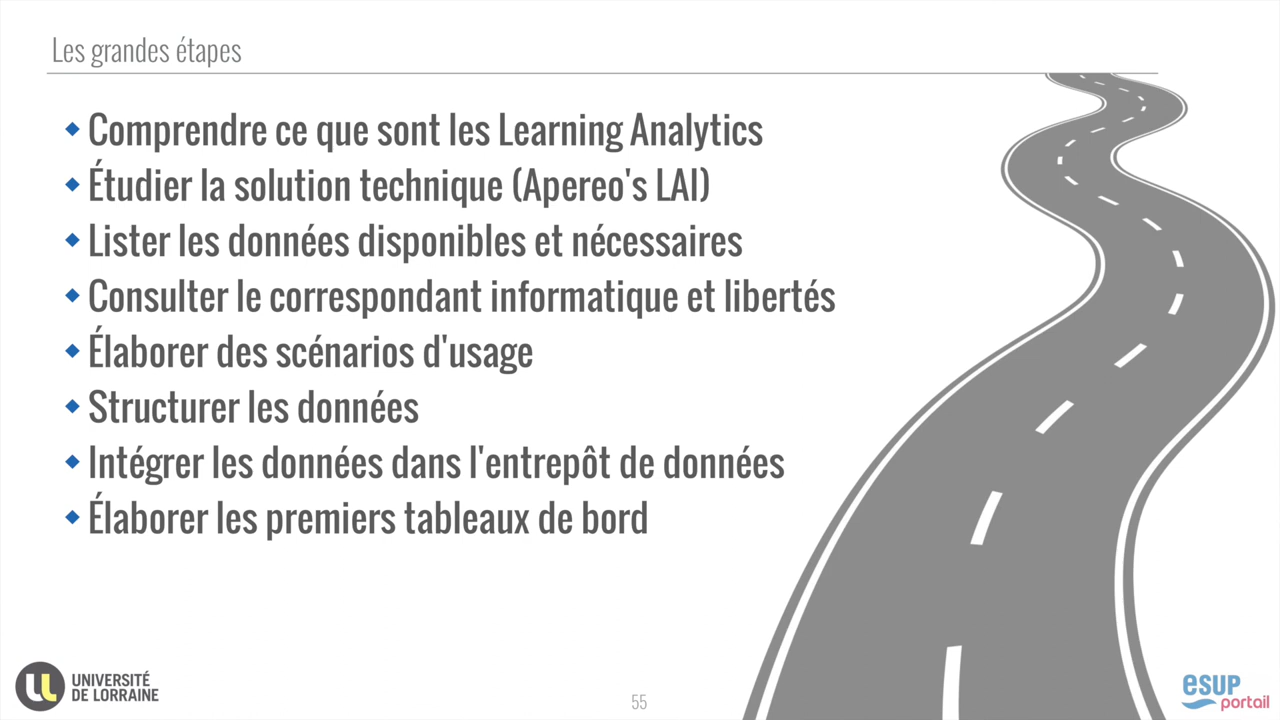 Les grandes étapes
Comprendre ce que sont les Learning Analytics
Étudier la solution technique (Apereo's LAI)
Lister les données disponibles et nécessaires
Consulter le correspondant informatique et libertés
Élaborer des scénarios d'usage
Structurer les données
Intégrer les données dans l'entrepôt de données
Élaborer les premiers tableaux de bord
UNIVERSITÉ
DE LORRAINE
55
esup
portail